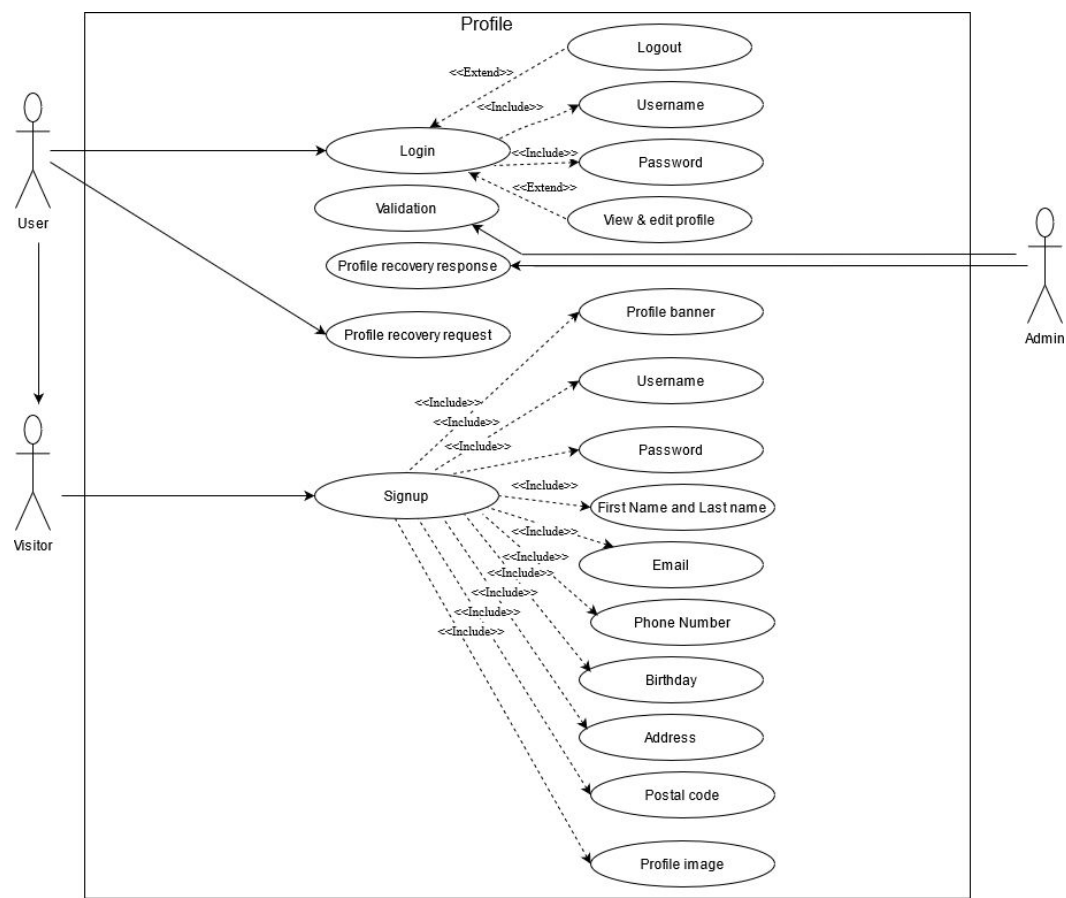 Profile
Logout
<<Extend>>
Username
<<Include>>
Login
<<Include>>
Password
<<Extend>>
View & edit profile
User
Validation
Profile recovery response
Admin
Profile recovery request
Profile banner
Username
<<Include>>
<<Include>>
<<Include>>
Password
Visitor
Signup
<<Include>>
First Name and Last name
<<Include>>
Email
<<Include>>
<<Include>>
Phone Number
<<Include>>
<<Include>>
<<Include>>
Birthday
Address
Postal code
Profile image